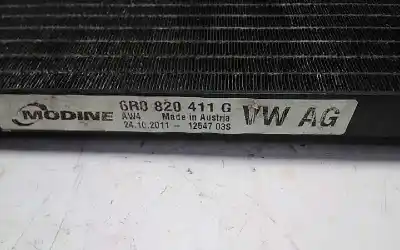 MODINE 6R0 820 411 G VW AG
AW4 Made in Austria
24.10.2011 - 12547 03S